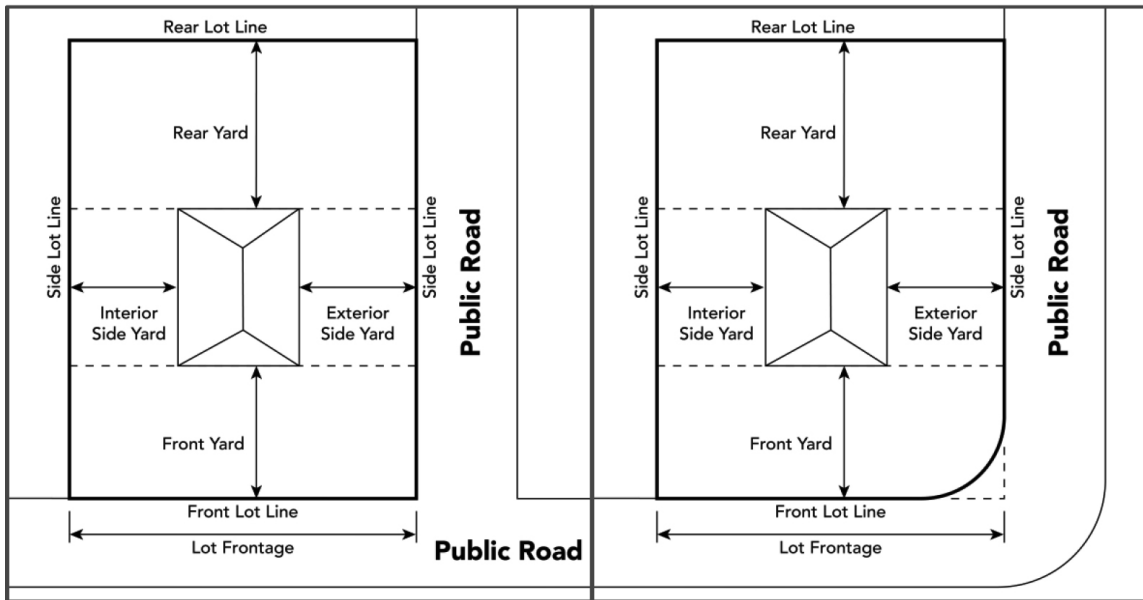 Rear Lot Line
Rear Yard
Side Lot Line
Interior
Side Yard
Exterior
Side Yard
Side Lot Line
Public Road
Front Yard
Front Lot Line
Lot Frontage
Public Road
Rear Lot Line
Rear Yard
Side Lot Line
Interior
Side Yard
Exterior
Side Yard
Side Lot Line
Public Road
Front Yard
Front Lot Line
Lot Frontage